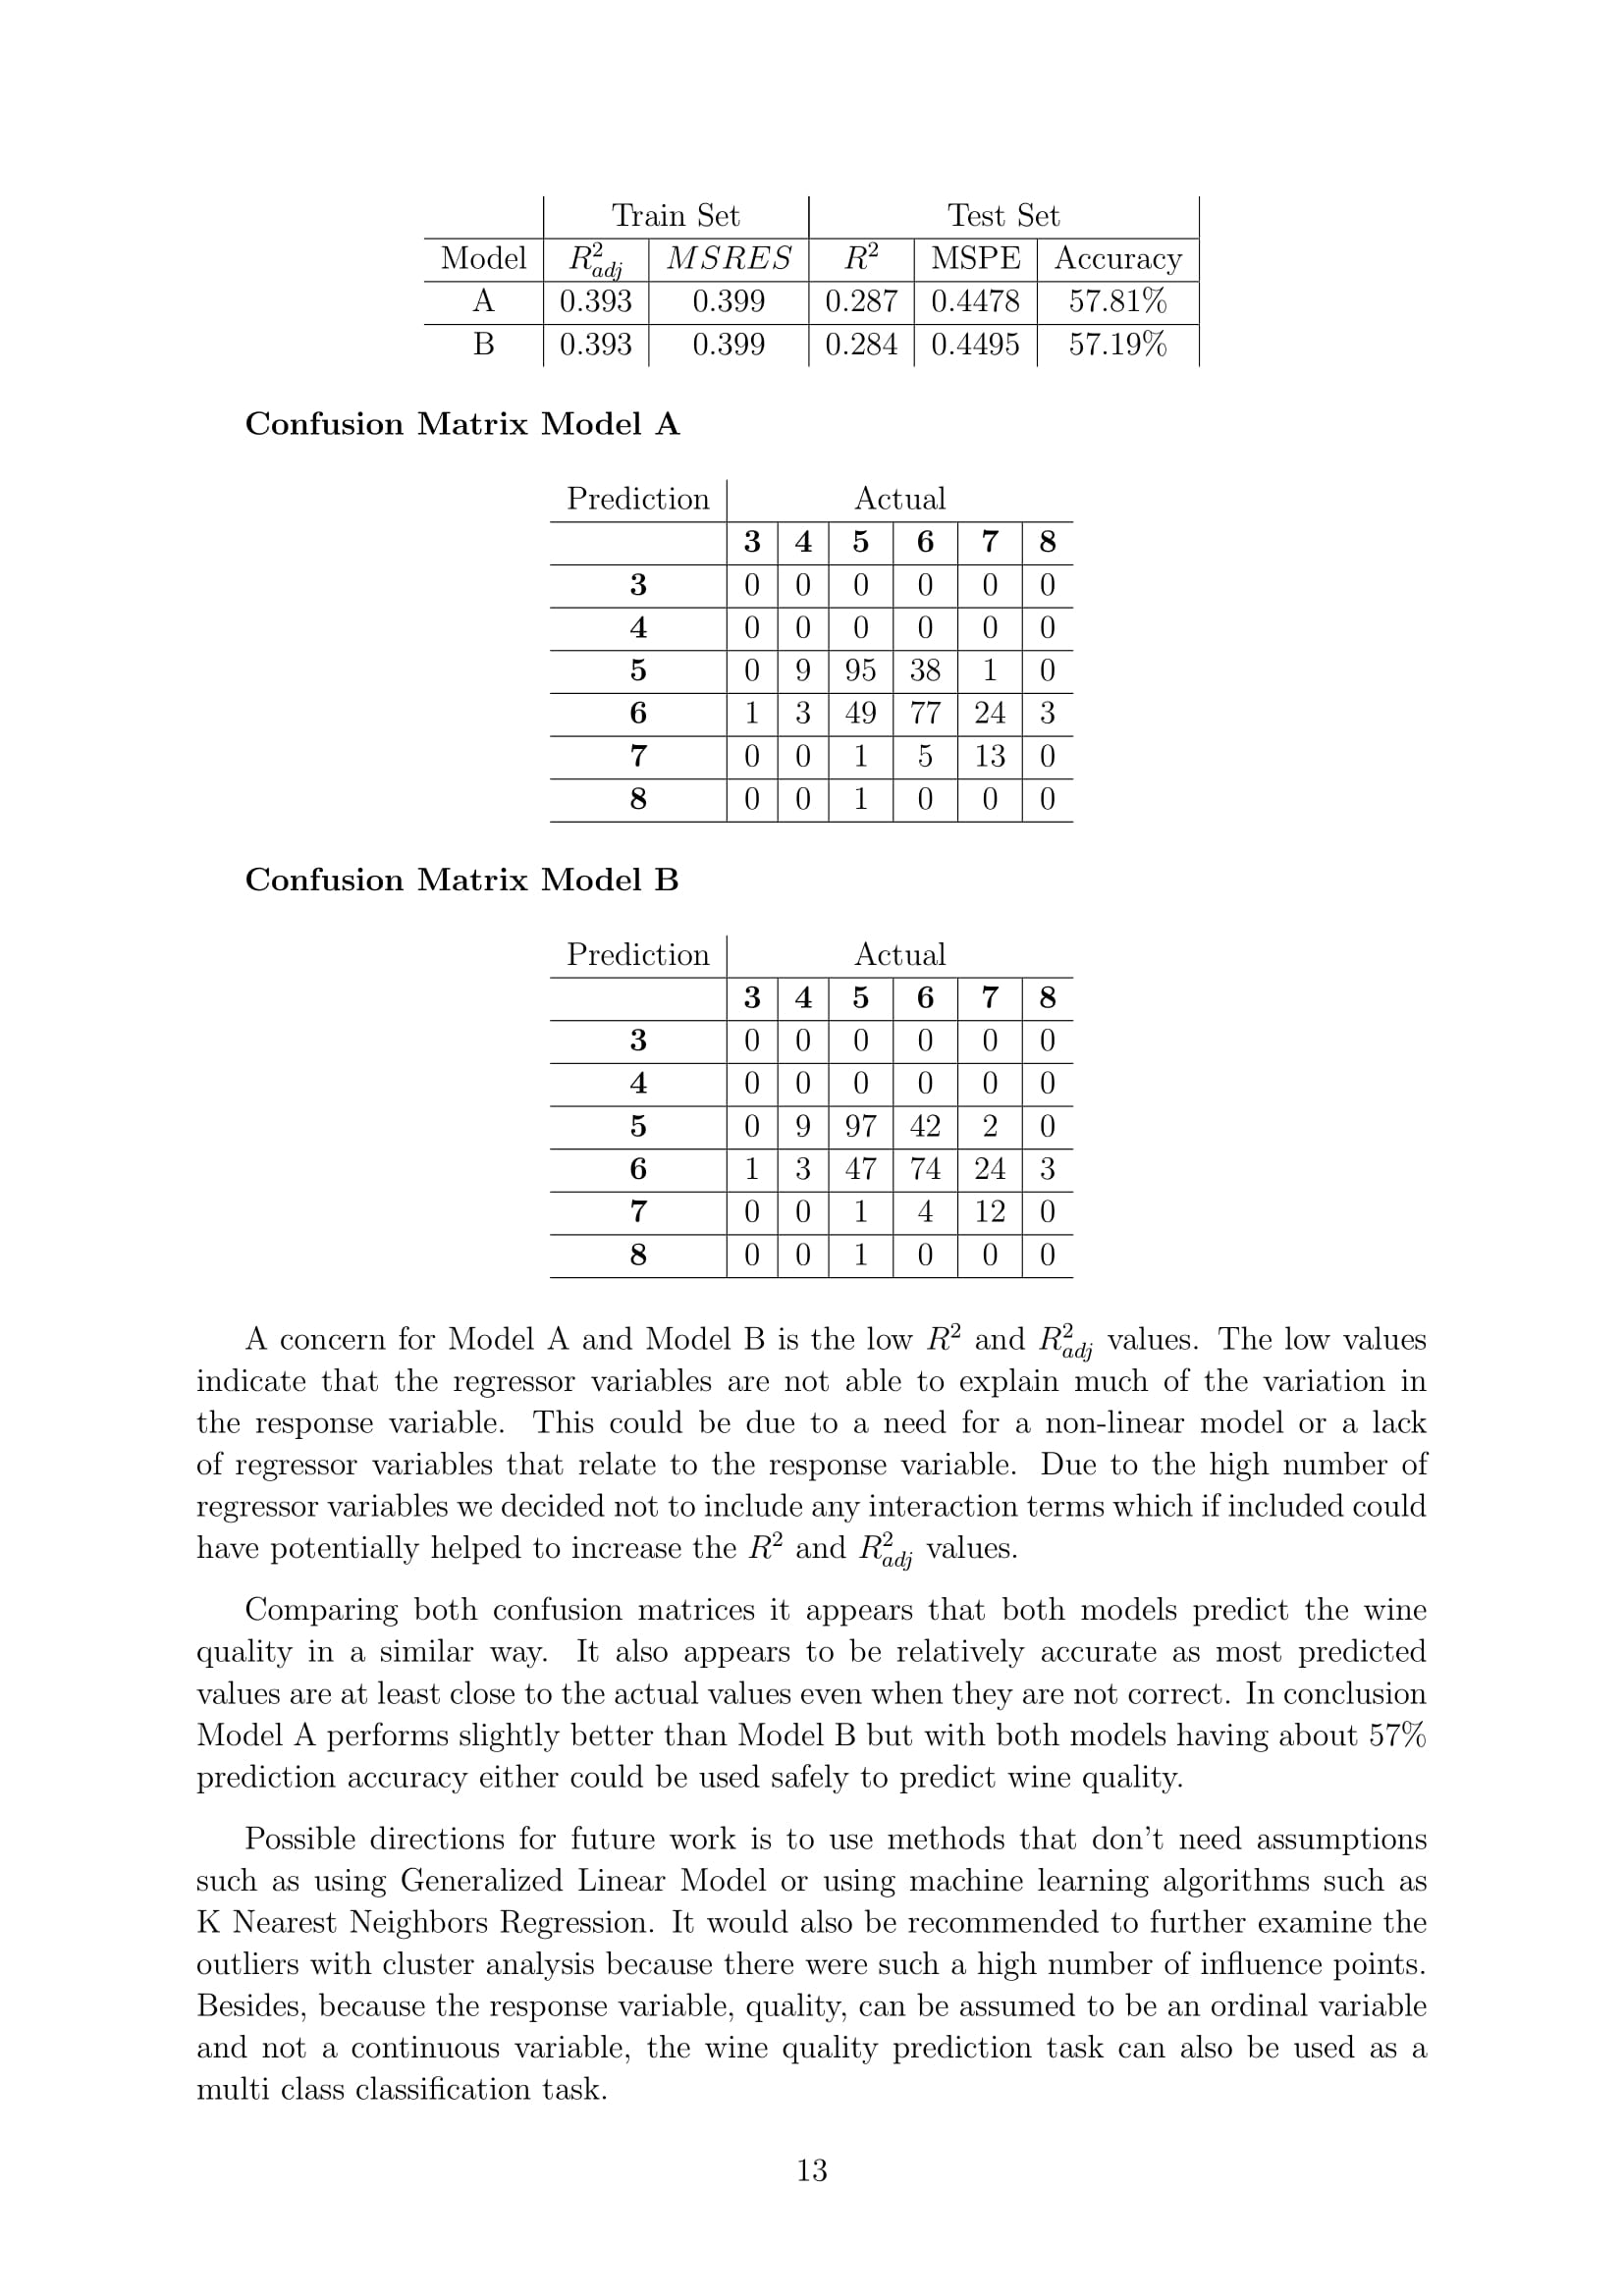 Train Set Test Set
Model R²adj MSRES R² MSPE Accuracy
A 0.393 0.399 0.287 0.4478 57.81%
B 0.393 0.399 0.284 0.4495 57.19%
Confusion Matrix Model A
Prediction Actual
3 4 5 6 7 8
3 0 0 0 0 0 0
4 0 0 0 0 0 0
5 0 9 95 38 1 0
6 1 3 49 77 24 3
7 0 0 1 5 13 0
8 0 0 1 0 0 0
Confusion Matrix Model B
Prediction Actual
3 4 5 6 7 8
3 0 0 0 0 0 0
4 0 0 0 0 0 0
5 0 9 97 42 2 0
6 1 3 47 74 24 3
7 0 0 1 4 12 0
8 0 0 1 0 0 0
A concern for Model A and Model B is the low R² and R²adj values. The low values
indicate that the regressor variables are not able to explain much of the variation in
the response variable. This could be due to a need for a non-linear model or a lack
of regressor variables that relate to the response variable. Due to the high number of
regressor variables we decided not to include any interaction terms which if included could
have potentially helped to increase the R² and R²adj values.
Comparing both confusion matrices it appears that both models predict the wine
quality in a similar way. It also appears to be relatively accurate as most predicted
values are at least close to the actual values even when they are not correct. In conclusion
Model A performs slightly better than Model B but with both models having about 57%
prediction accuracy either could be used safely to predict wine quality.
Possible directions for future work is to use methods that don't need assumptions
such as using Generalized Linear Model or using machine learning algorithms such as
K Nearest Neighbors Regression. It would also be recommended to further examine the
outliers with cluster analysis because there were such a high number of influence points.
Besides, because the response variable, quality, can be assumed to be an ordinal variable
and not a continuous variable, the wine quality prediction task can also be used as a
multi class classification task.
13